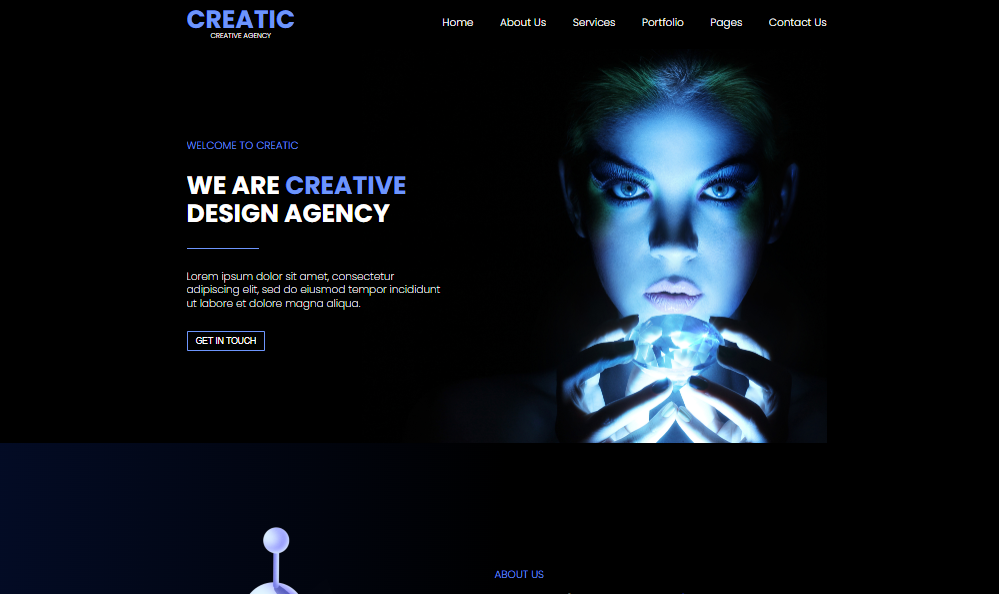 CREATIC
CREATIVE AGENCY
Home About Us Services Portfolio Pages Contact Us
WELCOME TO CREATIC
WE ARE CREATIVE
DESIGN AGENCY
Lorem ipsum dolor sit amet, consectetur
adipiscing elit, sed do eiusmod tempor incididunt
ut labore et dolore magna aliqua.
GET IN TOUCH
ABOUT US